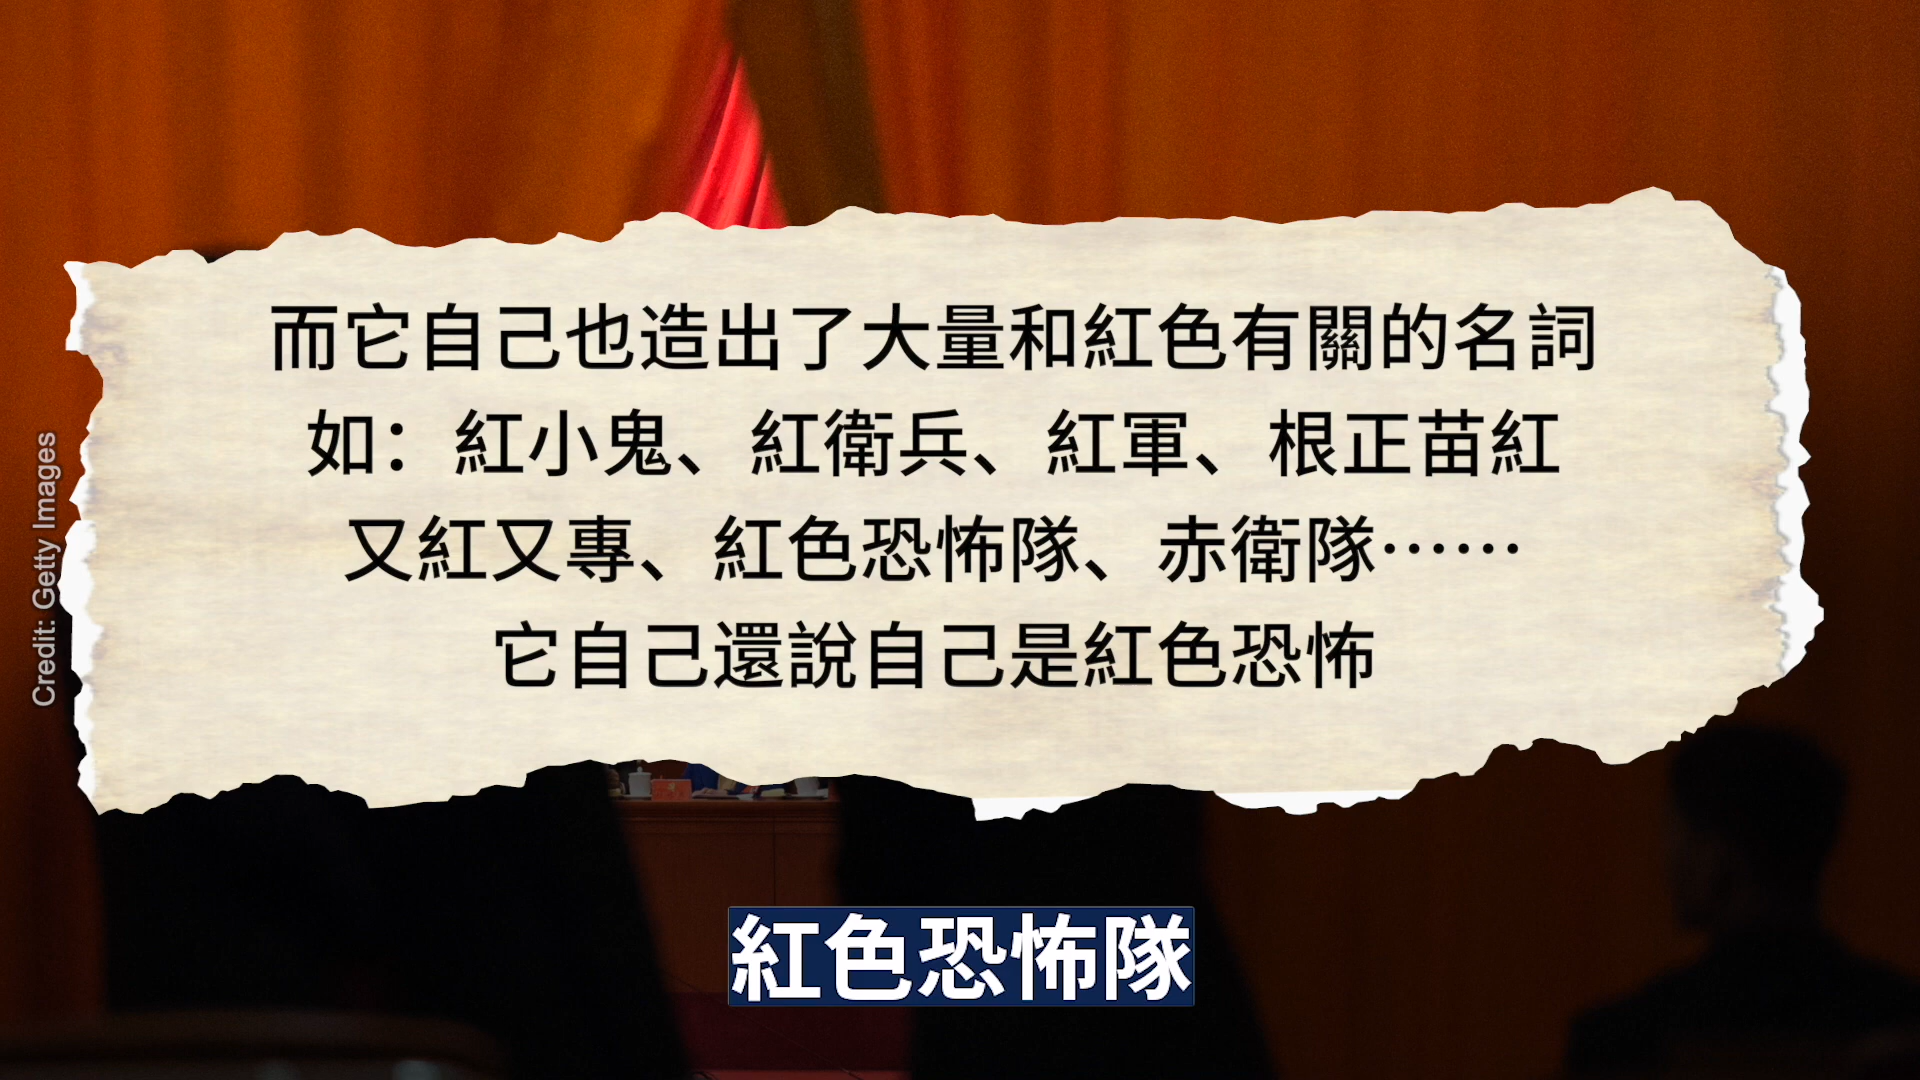 而它自己也造出了大量和紅色有關的名詞
如：紅小鬼、紅衛兵、紅軍、根正苗紅
又紅又專、紅色恐怖隊、赤衛隊……
它自己還說自己是紅色恐怖
Credit: Getty Images
紅色恐怖隊